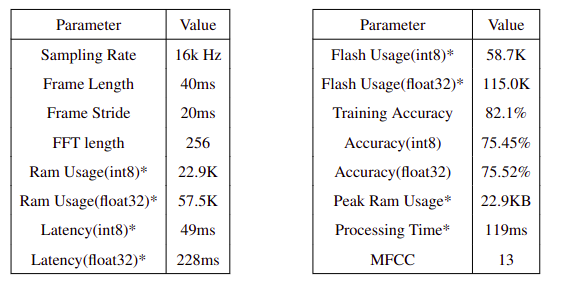 Parameter Value
Sampling Rate 16k Hz
Frame Length 40ms
Frame Stride 20ms
FFT length 256
Ram Usage(int8)* 22.9K
Ram Usage(float32)* 57.5K
Latency(int8)* 49ms
Latency(float32)* 228ms
Parameter Value
Flash Usage(int8)* 58.7K
Flash Usage(float32)* 115.0K
Training Accuracy 82.1%
Accuracy(int8) 75.45%
Accuracy(float32) 75.52%
Peak Ram Usage* 22.9KB
Processing Time* 119ms
MFCC 13